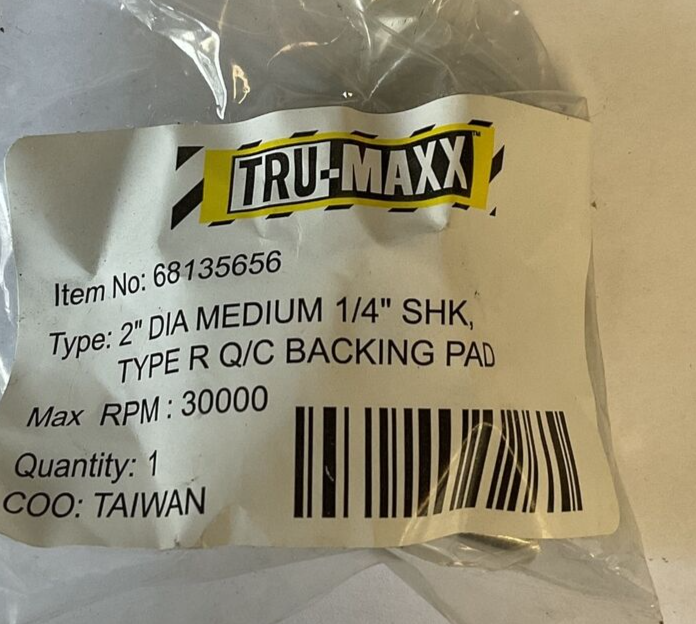 TRU-MAXX™
Item No: 68135656
Type: 2" DIA MEDIUM 1/4" SHK,
TYPE R Q/C BACKING PAD
Max RPM: 30000
Quantity: 1
COO: TAIWAN